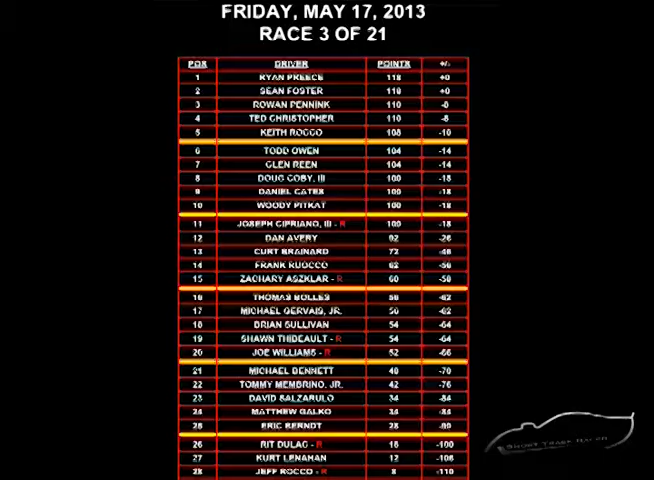 FRIDAY, MAY 17, 2013
RACE 3 OF 21
POS DRIVER POINTS +/-
1 RYAN PREECE 118 +0
2 SEAN FOSTER 118 +0
3 ROWAN PENNINK 110 -8
4 TED CHRISTOPHER 110 -8
5 KEITH ROCCO 108 -10
6 TODD OWEN 104 -14
7 GLEN REEN 104 -14
8 DOUG COBY, III 100 -18
9 DANIEL CATES 100 -18
10 WOODY PITKAT 100 -18
11 JOSEPH CIPRIANO, III - R 100 -18
12 DAN AVERY 92 -26
13 CURT BRAINARD 72 -46
14 FRANK RUOCCO 62 -56
15 ZACHARY ASZKLAR - R 60 -58
16 THOMAS BOLLES 56 -62
17 MICHAEL GERVAIS, JR. 56 -62
18 BRIAN SULLIVAN 54 -64
19 SHAWN THIBEAULT - R 54 -64
20 JOE WILLIAMS - R 52 -66
21 MICHAEL BENNETT 48 -70
22 TOMMY MEMBRINO, JR. 42 -76
23 DAVID SALZARULO 34 -84
24 MATTHEW GALKO 34 -84
25 ERIC BERNDT 28 -90
26 RIT DULAC - R 18 -100
27 KURT LENAHAN 12 -106
28 JEFF ROCCO - R 8 -110
SHORT TRACK RACER